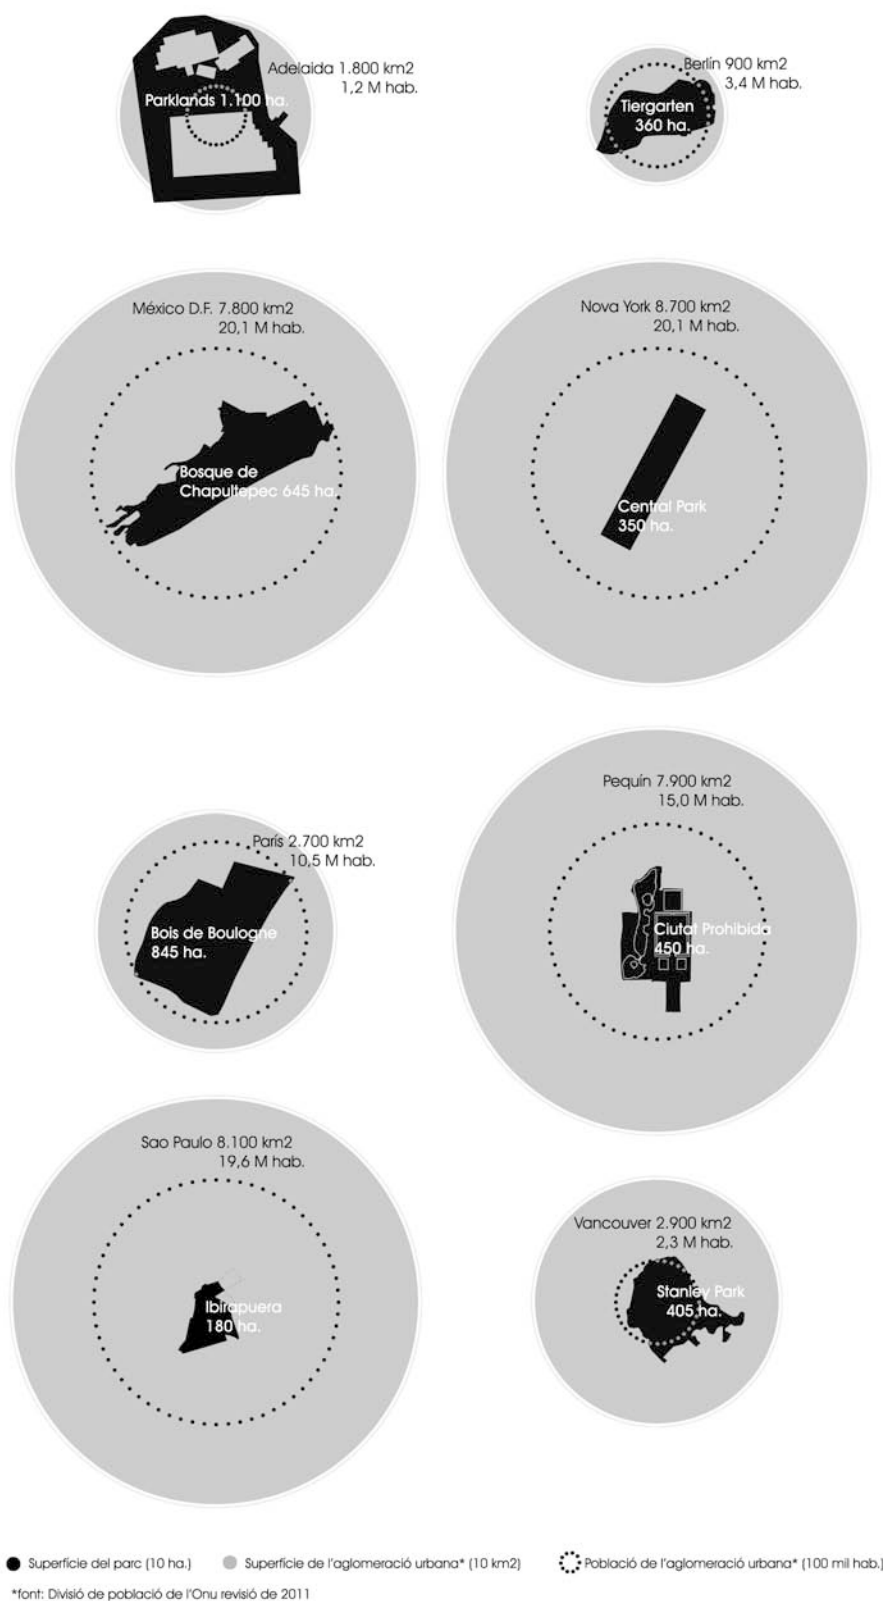 Adelaida 1.800 km2
1,2 M hab.
Parklands 1.100 ha.
Berlín 900 km2
3,4 M hab.
Tiergarten
360 ha.
México D.F. 7.800 km2
20,1 M hab.
Bosque de
Chapultepec 645 ha.
Nova York 8.700 km2
20,1 M hab.
Central Park
350 ha.
París 2.700 km2
10,5 M hab.
Bois de Boulogne
845 ha.
Pequín 7.900 km2
15,0 M hab.
Ciutat Prohibida
450 ha.
Sao Paulo 8.100 km2
19,6 M hab.
Ibirapuera
180 ha.
Vancouver 2.900 km2
2,3 M hab.
Stanley Park
405 ha.
Superfície del parc (10 ha.) Superfície de l'aglomeració urbana* (10 km2) Població de l'aglomeració urbana* (100 mil hab.)
*font: Divisió de població de l'Onu revisió de 2011